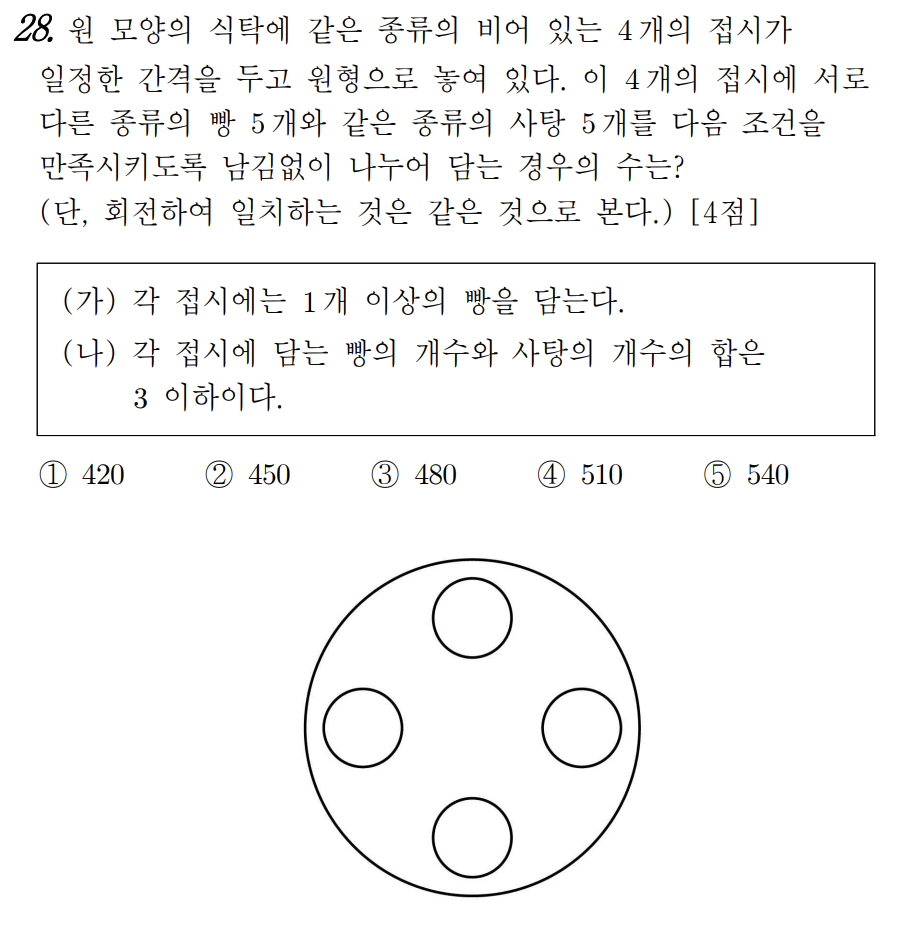 28. 원 모양의 식탁에 같은 종류의 비어 있는 4개의 접시가
일정한 간격을 두고 원형으로 놓여 있다. 이 4개의 접시에 서로
다른 종류의 빵 5개와 같은 종류의 사탕 5개를 다음 조건을
만족시키도록 남김없이 나누어 담는 경우의 수는?
(단, 회전하여 일치하는 것은 같은 것으로 본다.) [4점]
(가) 각 접시에는 1개 이상의 빵을 담는다.
(나) 각 접시에 담는 빵의 개수와 사탕의 개수의 합은
3 이하이다.
① 420 ② 450 ③ 480 ④ 510 ⑤ 540